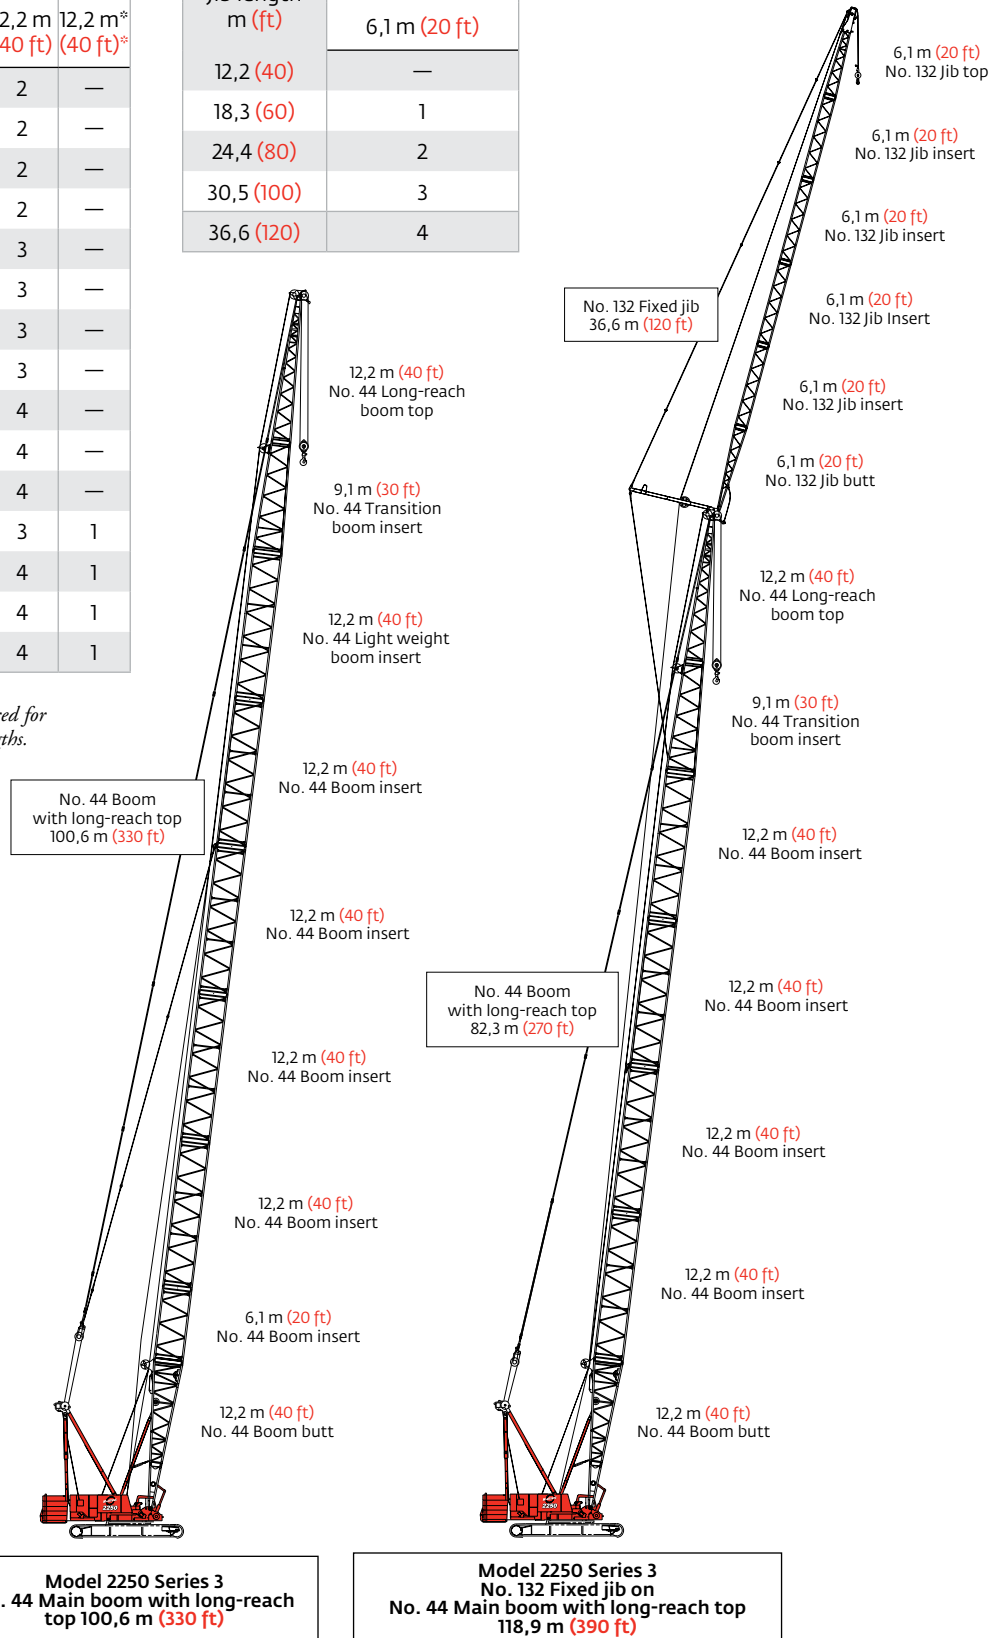 2,2 m 12,2 m*
40 ft) (40 ft)*
2 —
2 —
2 —
2 —
3 —
3 —
3 —
3 —
4 —
4 —
4 —
3 1
4 1
4 1
4 1
m (ft)
6,1 m (20 ft)
12,2 (40) —
18,3 (60) 1
24,4 (80) 2
30,5 (100) 3
36,6 (120) 4
12,2 m (40 ft)
No. 44 Long-reach
boom top
9,1 m (30 ft)
No. 44 Transition
boom insert
12,2 m (40 ft)
No. 44 Light weight
boom insert
12,2 m (40 ft)
No. 44 Boom insert
No. 44 Boom
with long-reach top
100,6 m (330 ft)
12,2 m (40 ft)
No. 44 Boom insert
12,2 m (40 ft)
No. 44 Boom insert
12,2 m (40 ft)
No. 44 Boom insert
6,1 m (20 ft)
No. 44 Boom insert
12,2 m (40 ft)
No. 44 Boom butt
2250
Model 2250 Series 3
. 44 Main boom with long-reach
top 100,6 m (330 ft)
6,1 m (20 ft)
No. 132 Jib top
6,1 m (20 ft)
No. 132 Jib insert
6,1 m (20 ft)
No. 132 Jib insert
6,1 m (20 ft)
No. 132 Jib Insert
No. 132 Fixed jib
36,6 m (120 ft)
6,1 m (20 ft)
No. 132 Jib insert
6,1 m (20 ft)
No. 132 Jib butt
12,2 m (40 ft)
No. 44 Long-reach
boom top
9,1 m (30 ft)
No. 44 Transition
boom insert
12,2 m (40 ft)
No. 44 Boom insert
No. 44 Boom
with long-reach top
82,3 m (270 ft)
12,2 m (40 ft)
No. 44 Boom insert
12,2 m (40 ft)
No. 44 Boom insert
12,2 m (40 ft)
No. 44 Boom insert
12,2 m (40 ft)
No. 44 Boom butt
2250
Model 2250 Series 3
No. 132 Fixed jib on
No. 44 Main boom with long-reach top
118,9 m (390 ft)